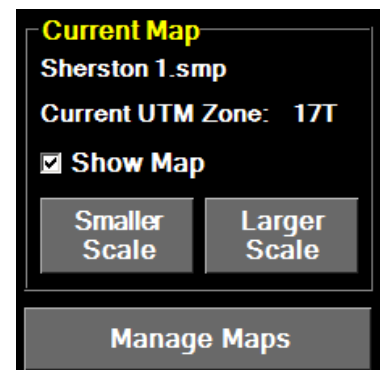 Current Map
Sherston 1.smp
Current UTM Zone: 17T
Show Map
Smaller Larger
Scale Scale
Manage Maps